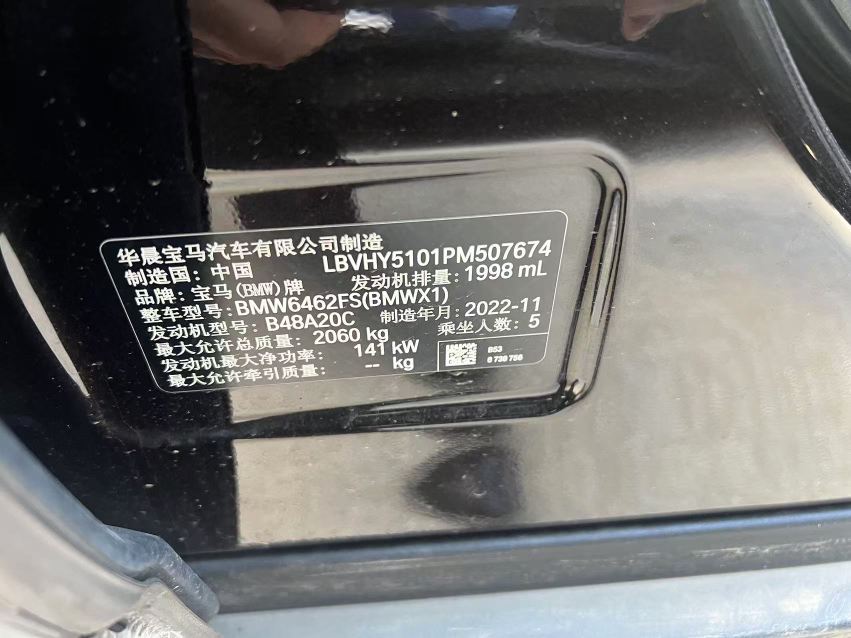 华晨宝马汽车有限公司制造
制造国: 中国 LBVHY5101PM507674
品牌: 宝马(BMW)牌 发动机排量: 1998 mL
整车型号: BMW6462FS(BMWX1)
发动机型号: B48A20C 制造年月: 2022-11
最大允许总质量: 2060 kg 乘坐人数: 5
发动机最大净功率: 141 kW
最大允许牵引质量: -- kg
B53